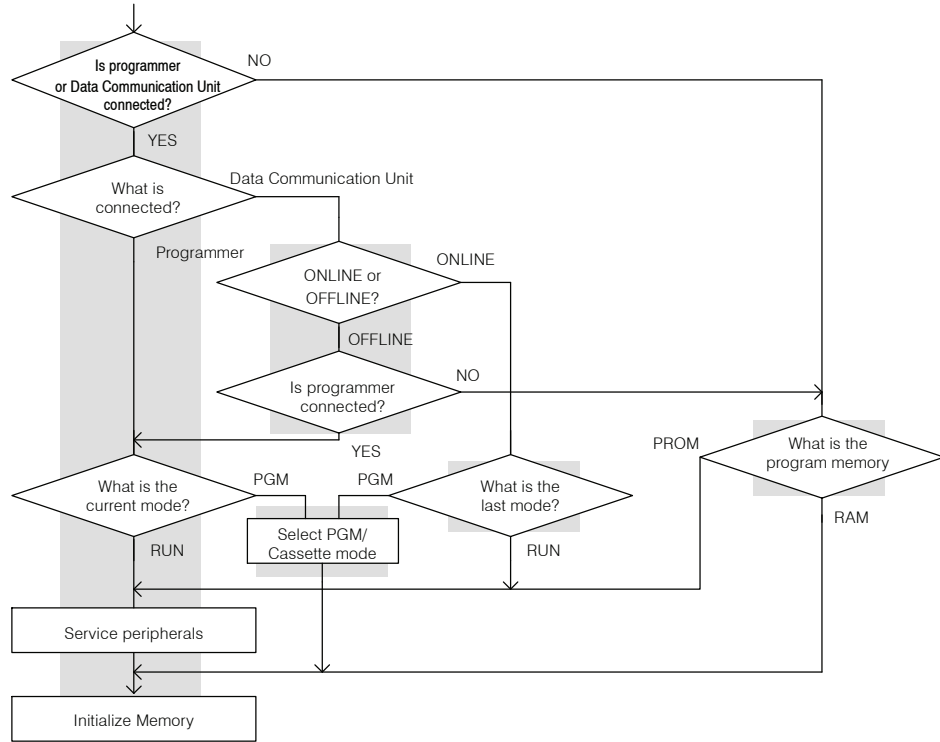 NO
Is programmer
or Data Communication Unit
connected?
YES
Data Communication Unit
What is
connected?
Programmer
ONLINE
ONLINE or
OFFLINE?
OFFLINE
NO
Is programmer
connected?
YES
PROM
What is the
program memory
PGM
PGM
What is the
current mode?
What is the
last mode?
RAM
Select PGM/
Cassette mode
RUN
RUN
Service peripherals
Initialize Memory